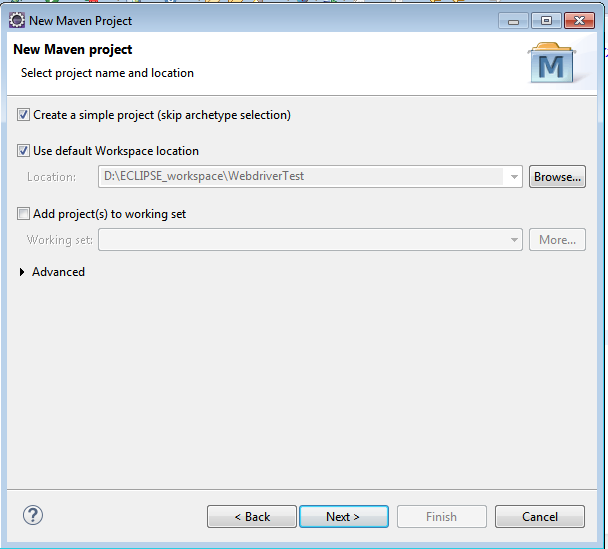 New Maven Project
New Maven project
Select project name and location
M
Create a simple project (skip archetype selection)
Use default Workspace location
Location: D:\ECLIPSE_workspace\WebdriverTest Browse...
Add project(s) to working set
Working set: More...
Advanced
? < Back Next > Finish Cancel